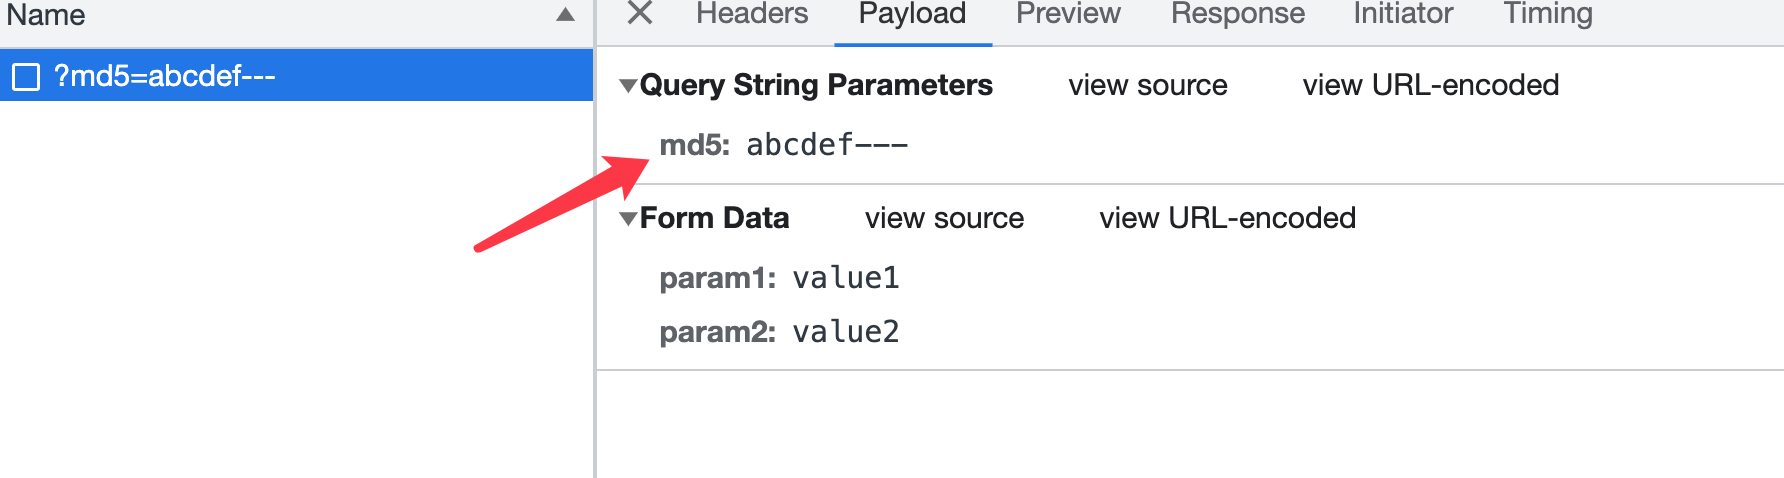 Name
Headers Payload Preview Response Initiator Timing
?md5=abcdef---
Query String Parameters view source view URL-encoded
md5: abcdef---
Form Data view source view URL-encoded
param1: value1
param2: value2